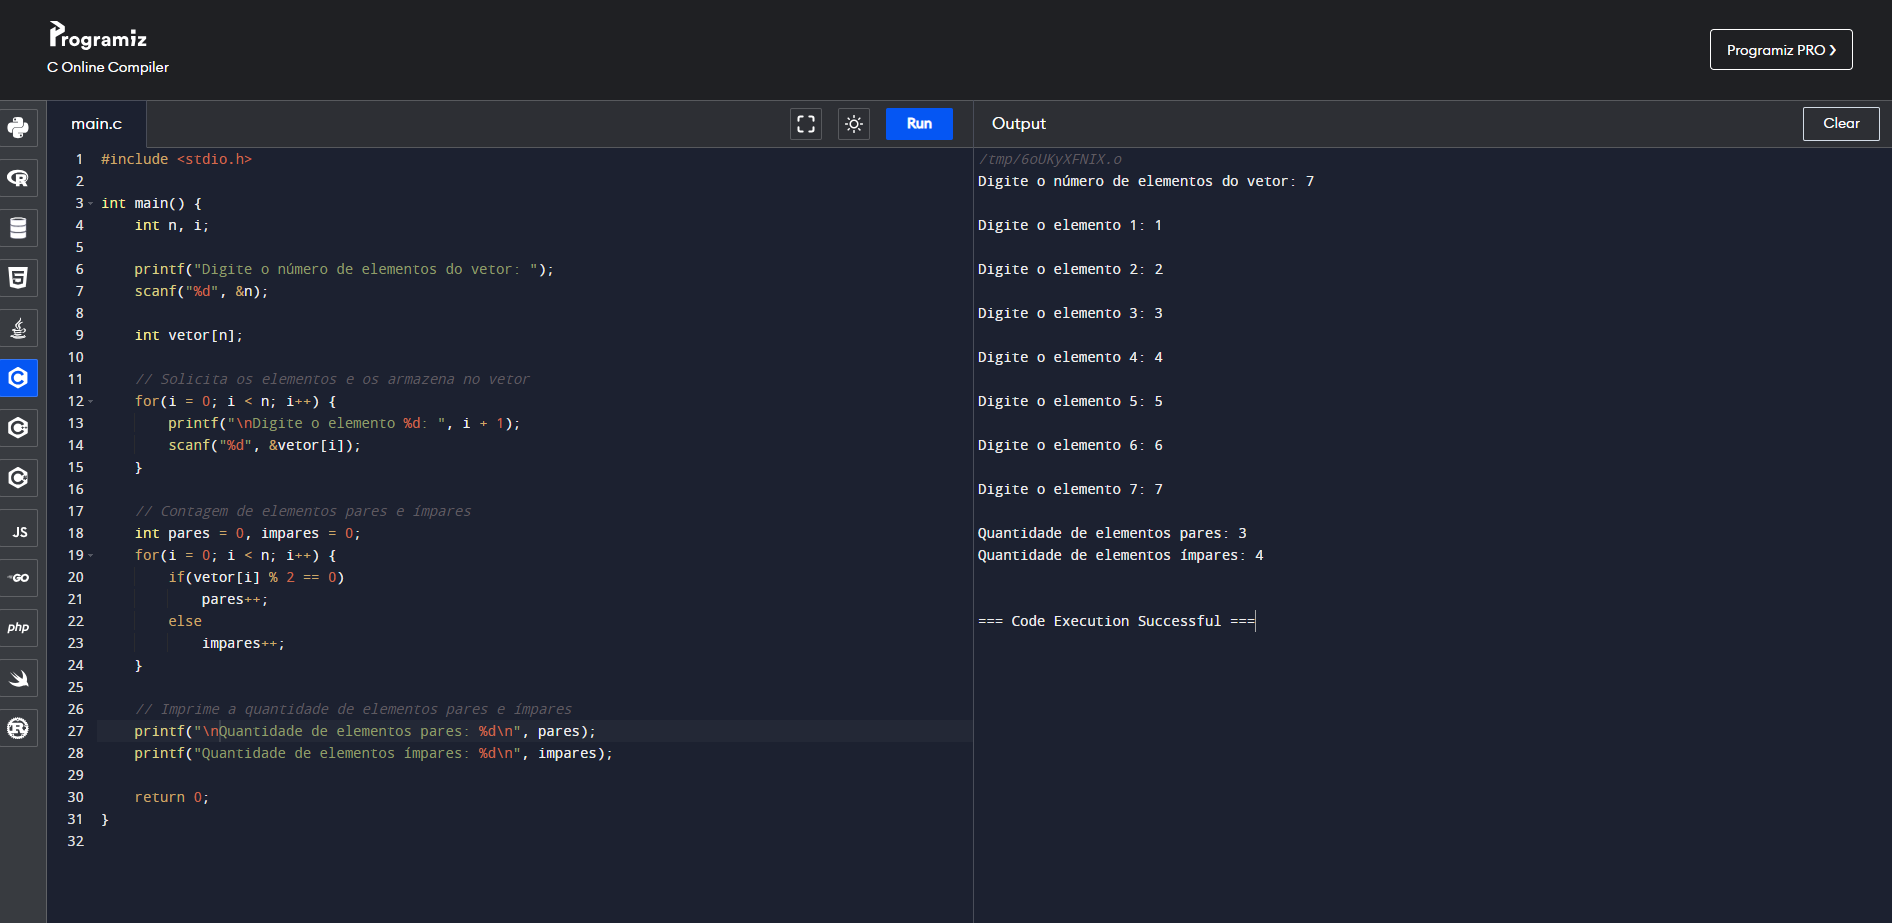 Programiz
C Online Compiler
Programiz PRO ❯
main.c
Run
Output
Clear
JS
GO
php
1 #include <stdio.h>
2
3 int main() {
4     int n, i;
5
6     printf("Digite o número de elementos do vetor: ");
7     scanf("%d", &n);
8
9     int vetor[n];
10
11     // Solicita os elementos e os armazena no vetor
12     for(i = 0; i < n; i++) {
13         printf("\nDigite o elemento %d: ", i + 1);
14         scanf("%d", &vetor[i]);
15     }
16
17     // Contagem de elementos pares e ímpares
18     int pares = 0, impares = 0;
19     for(i = 0; i < n; i++) {
20         if(vetor[i] % 2 == 0)
21             pares++;
22         else
23             impares++;
24     }
25
26     // Imprime a quantidade de elementos pares e ímpares
27     printf("\nQuantidade de elementos pares: %d\n", pares);
28     printf("Quantidade de elementos ímpares: %d\n", impares);
29
30     return 0;
31 }
32
/tmp/6oUKyXFNIX.o
Digite o número de elementos do vetor: 7
Digite o elemento 1: 1
Digite o elemento 2: 2
Digite o elemento 3: 3
Digite o elemento 4: 4
Digite o elemento 5: 5
Digite o elemento 6: 6
Digite o elemento 7: 7
Quantidade de elementos pares: 3
Quantidade de elementos ímpares: 4
=== Code Execution Successful ===